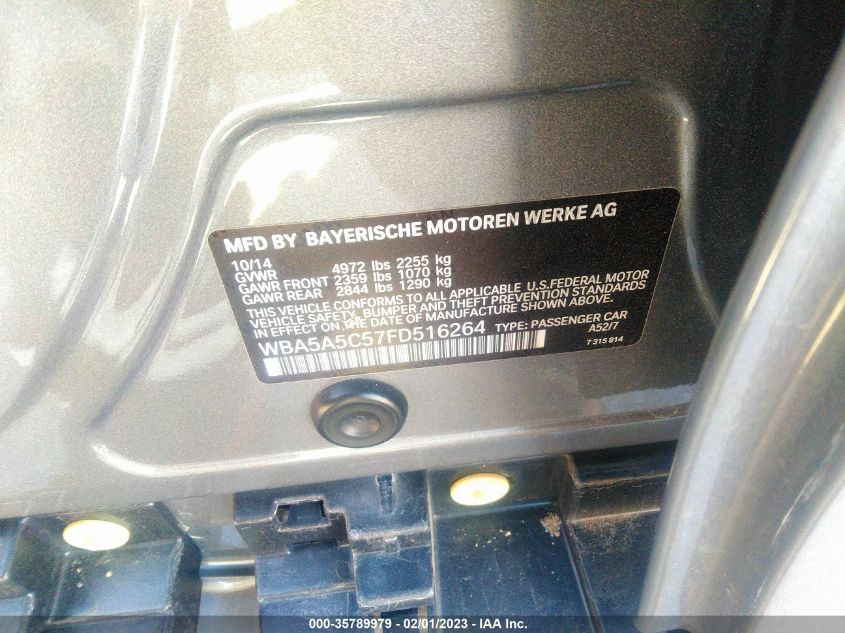 MFD BY BAYERISCHE MOTOREN WERKE AG
10/14
GVWR 4972 lbs 2255 kg
GAWR FRONT 2359 lbs 1070 kg
GAWR REAR 2844 lbs 1290 kg
THIS VEHICLE CONFORMS TO ALL APPLICABLE U.S.FEDERAL MOTOR
VEHICLE SAFETY, BUMPER AND THEFT PREVENTION STANDARDS
IN EFFECT ON THE DATE OF MANUFACTURE SHOWN ABOVE.
WBA5A5C57FD516264 TYPE: PASSENGER CAR
A52/7
7 315 814
000-35789979 - 02/01/2023 - IAA Inc.